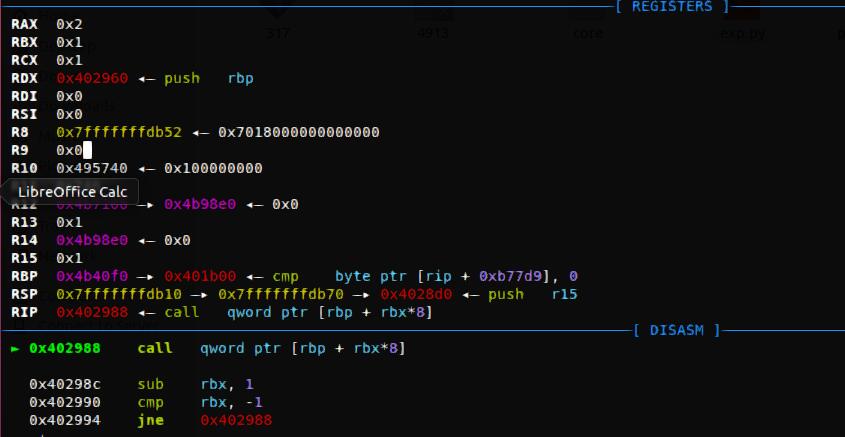 [ REGISTERS ]
317 4913 core exp.py
RAX 0x2
RBX 0x1
RCX 0x1
RDX 0x402960 ◂— push rbp
RDI 0x0
RSI 0x0
R8 0x7fffffffdb52 ◂— 0x7018000000000000
R9 0x0
R10 0x495740 ◂— 0x100000000
LibreOffice Calc
R12 0x4b7100 —▸ 0x4b98e0 ◂— 0x0
R13 0x1
R14 0x4b98e0 ◂— 0x0
R15 0x1
RBP 0x4b40f0 —▸ 0x401b00 ◂— cmp byte ptr [rip + 0xb77d9], 0
RSP 0x7fffffffdb10 —▸ 0x7fffffffdb70 —▸ 0x4028d0 ◂— push r15
RIP 0x402988 ◂— call qword ptr [rbp + rbx*8]
[ DISASM ]
► 0x402988 call qword ptr [rbp + rbx*8]
0x40298c sub rbx, 1
0x402990 cmp rbx, -1
0x402994 jne 0x402988